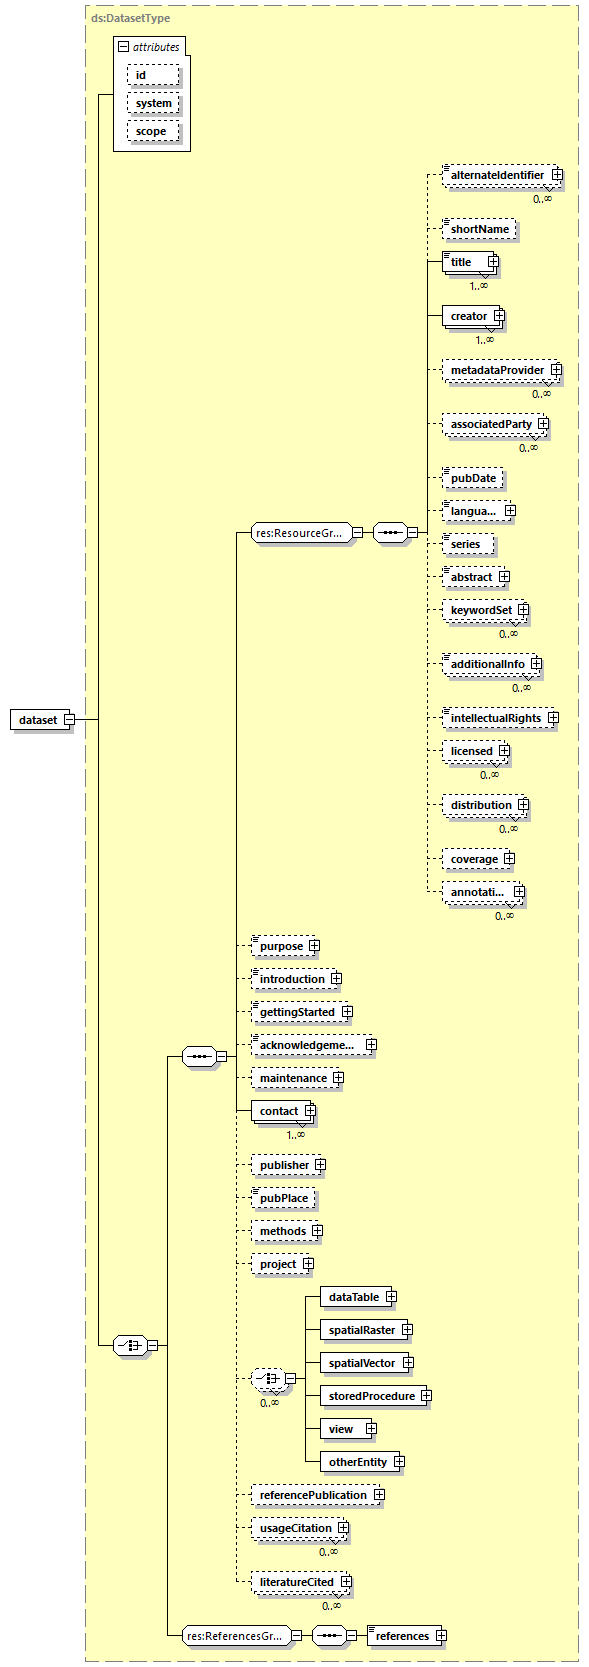 ds:DatasetType
attributes
id
system
scope
alternateIdentifier
0..∞
shortName
title
1..∞
creator
1..∞
metadataProvider
0..∞
associatedParty
0..∞
pubDate
langua...
res:ResourceGr...
series
abstract
keywordSet
0..∞
additionalInfo
0..∞
intellectualRights
dataset
licensed
0..∞
distribution
0..∞
coverage
annotati...
0..∞
purpose
introduction
gettingStarted
acknowledgeme...
maintenance
contact
1..∞
publisher
pubPlace
methods
project
dataTable
spatialRaster
spatialVector
0..∞
storedProcedure
view
otherEntity
referencePublication
usageCitation
0..∞
literatureCited
0..∞
res:ReferencesGr...
references